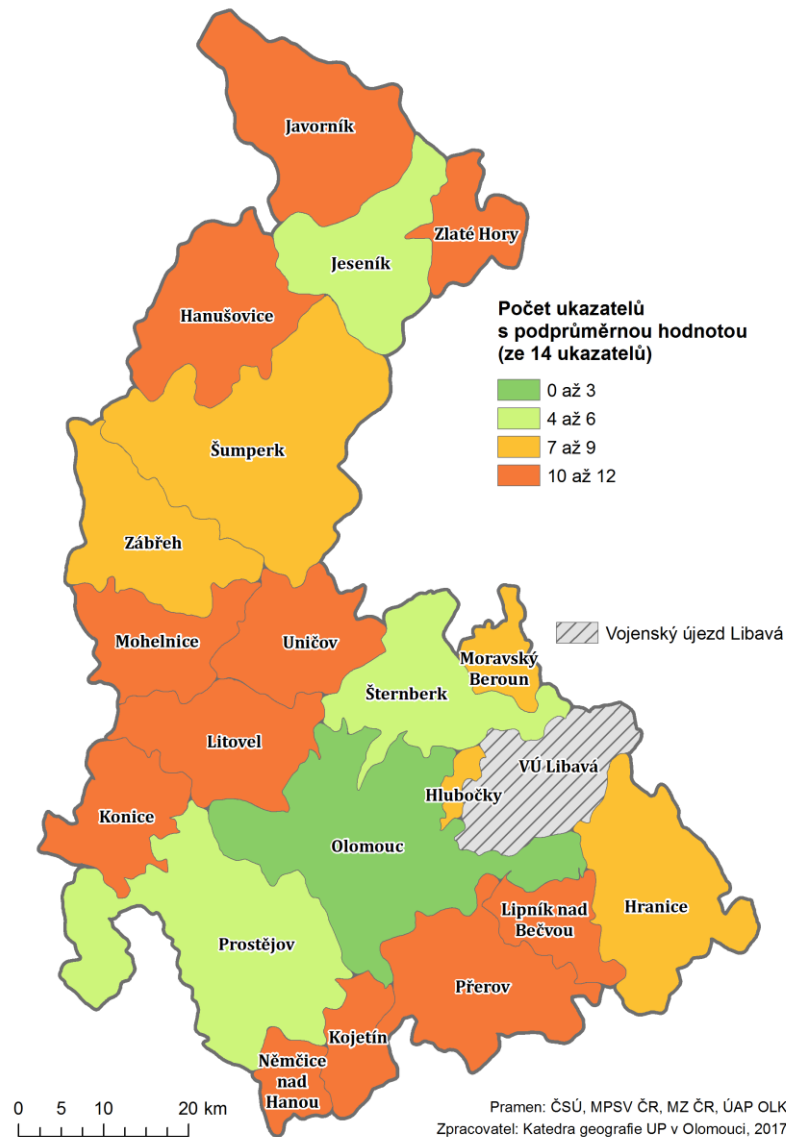 Javorník
Zlaté Hory
Jeseník
Hanušovice
Počet ukazatelů
s podprůměrnou hodnotou
(ze 14 ukazatelů)
0 až 3
4 až 6
7 až 9
10 až 12
Šumperk
Zábřeh
Mohelnice
Uničov
Vojenský újezd Libavá
Moravský
Beroun
Šternberk
Litovel
VÚ Libavá
Hlubočky
Konice
Olomouc
Lipník nad
Bečvou
Hranice
Prostějov
Přerov
Kojetín
Němčice
nad
Hanou
0 5 10 20 km
Pramen: ČSÚ, MPSV ČR, MZ ČR, ÚAP OLK
Zpracovatel: Katedra geografie UP v Olomouci, 2017